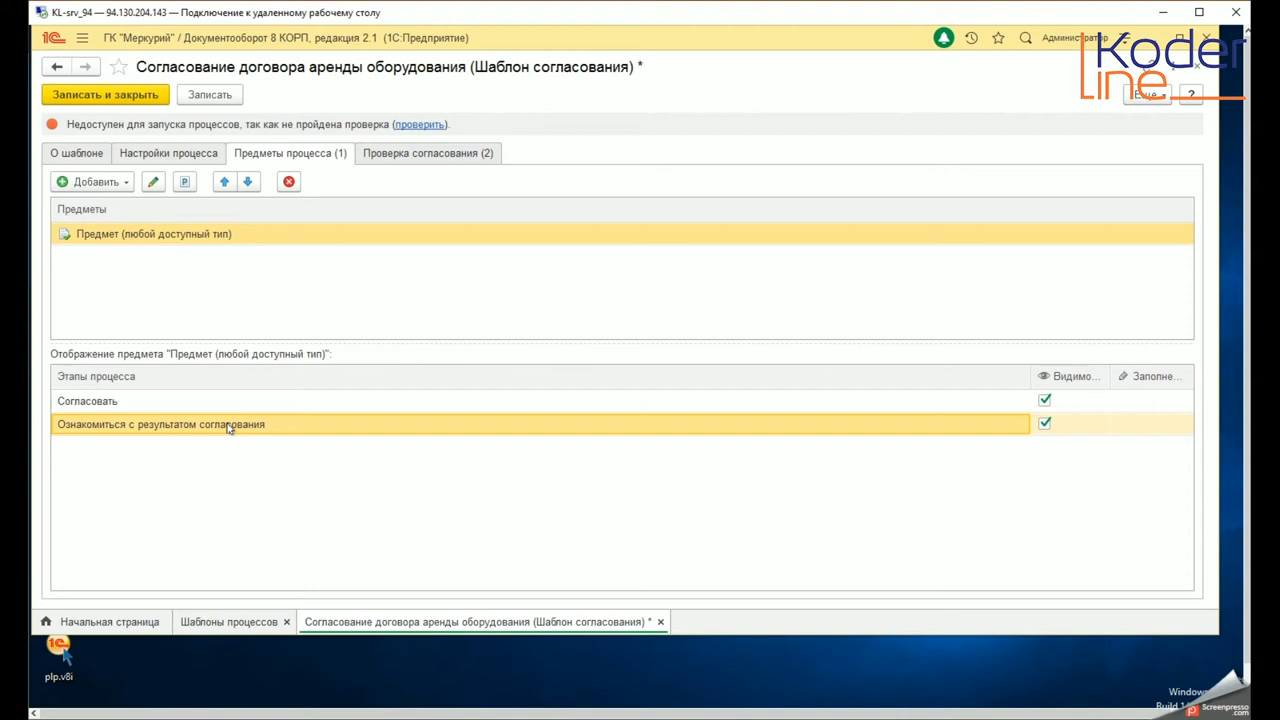 KL-srv_94 — 94.130.204.143 — Подключение к удаленному рабочему столу
ГК "Меркурий" / Документооборот 8 КОРП, редакция 2.1 (1С:Предприятие)
Администратор
Koder
Line
Согласование договора аренды оборудования (Шаблон согласования) *
Записать и закрыть
Записать
Еще
?
Недоступен для запуска процессов, так как не пройдена проверка (проверить).
О шаблоне
Настройки процесса
Предметы процесса (1)
Проверка согласования (2)
Добавить
Предметы
Предмет (любой доступный тип)
Отображение предмета "Предмет (любой доступный тип)":
Этапы процесса
Видимо...
Заполне...
Согласовать
Ознакомиться с результатом согласования
Начальная страница
Шаблоны процессов
Согласование договора аренды оборудования (Шаблон согласования) *
plp.v8i
Windows
Screenpresso
.com